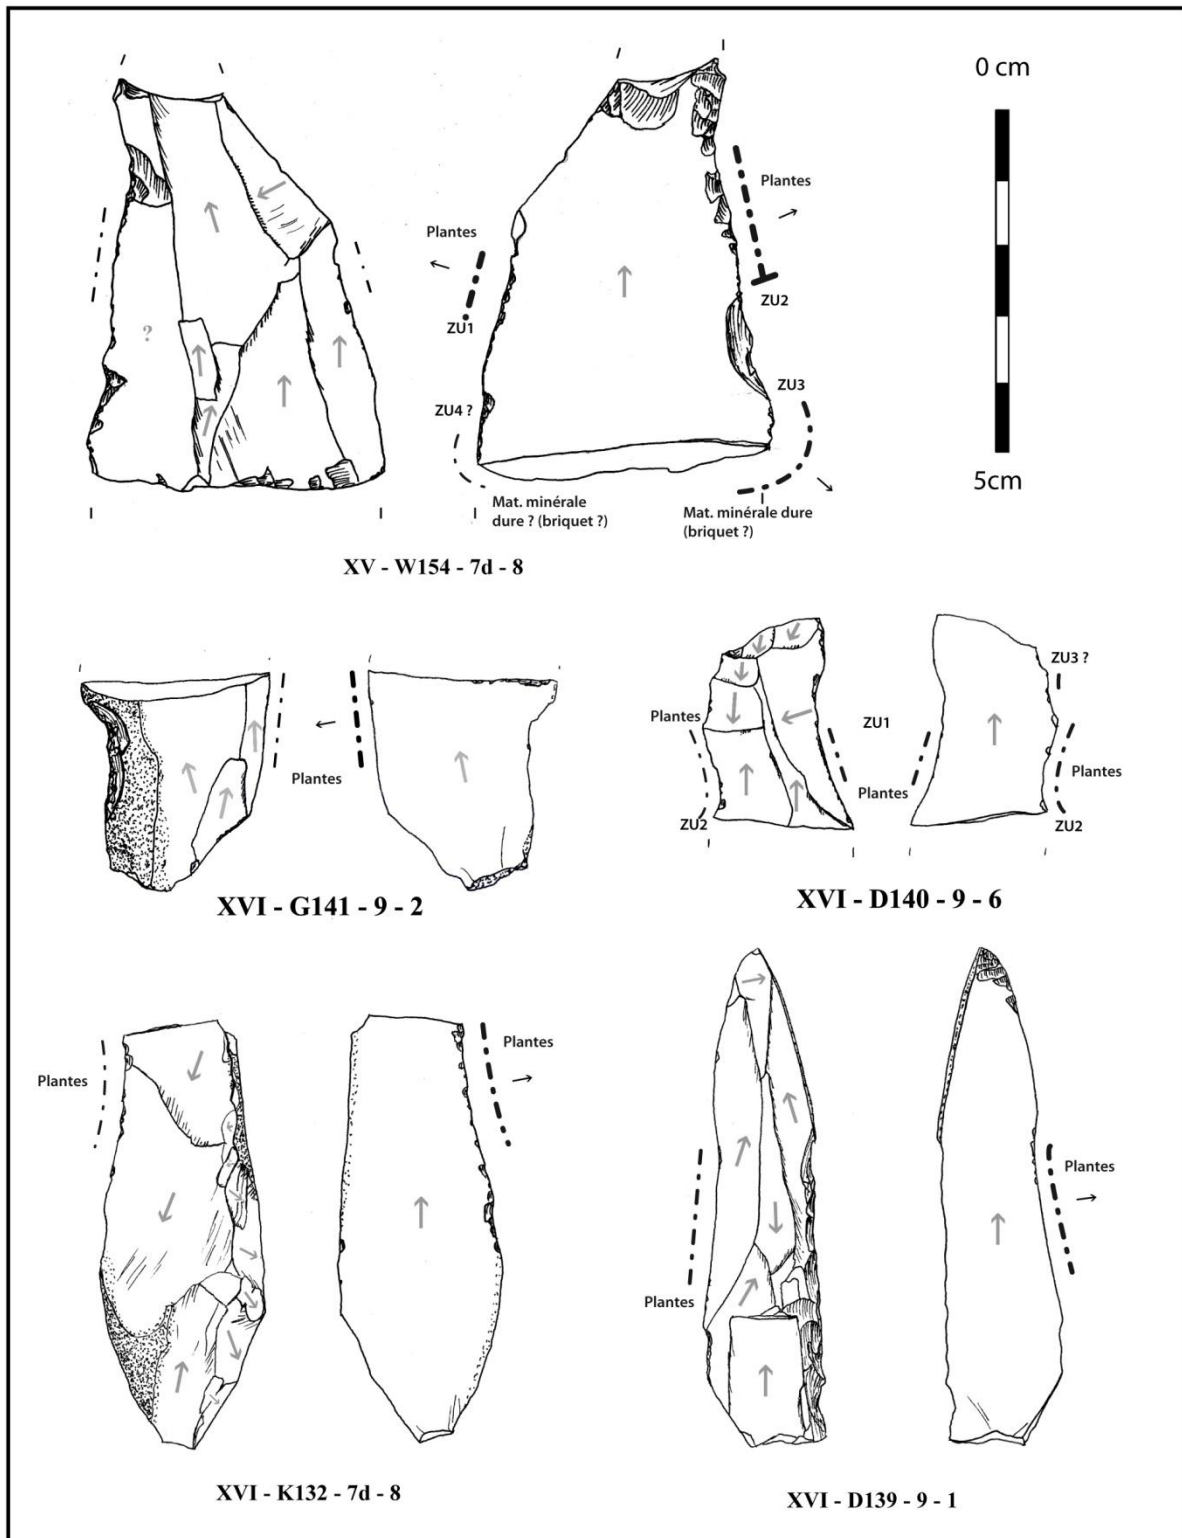 0 cm
5cm
Plantes
Plantes
ZU1
ZU2
ZU3
ZU4 ?
?
Mat. minérale
dure ? (briquet ?)
Mat. minérale dure
(briquet ?)
XV - W154 - 7d - 8
Plantes
XVI - G141 - 9 - 2
Plantes
ZU2
ZU1
Plantes
ZU3 ?
Plantes
ZU2
XVI - D140 - 9 - 6
Plantes
Plantes
XVI - K132 - 7d - 8
Plantes
Plantes
XVI - D139 - 9 - 1